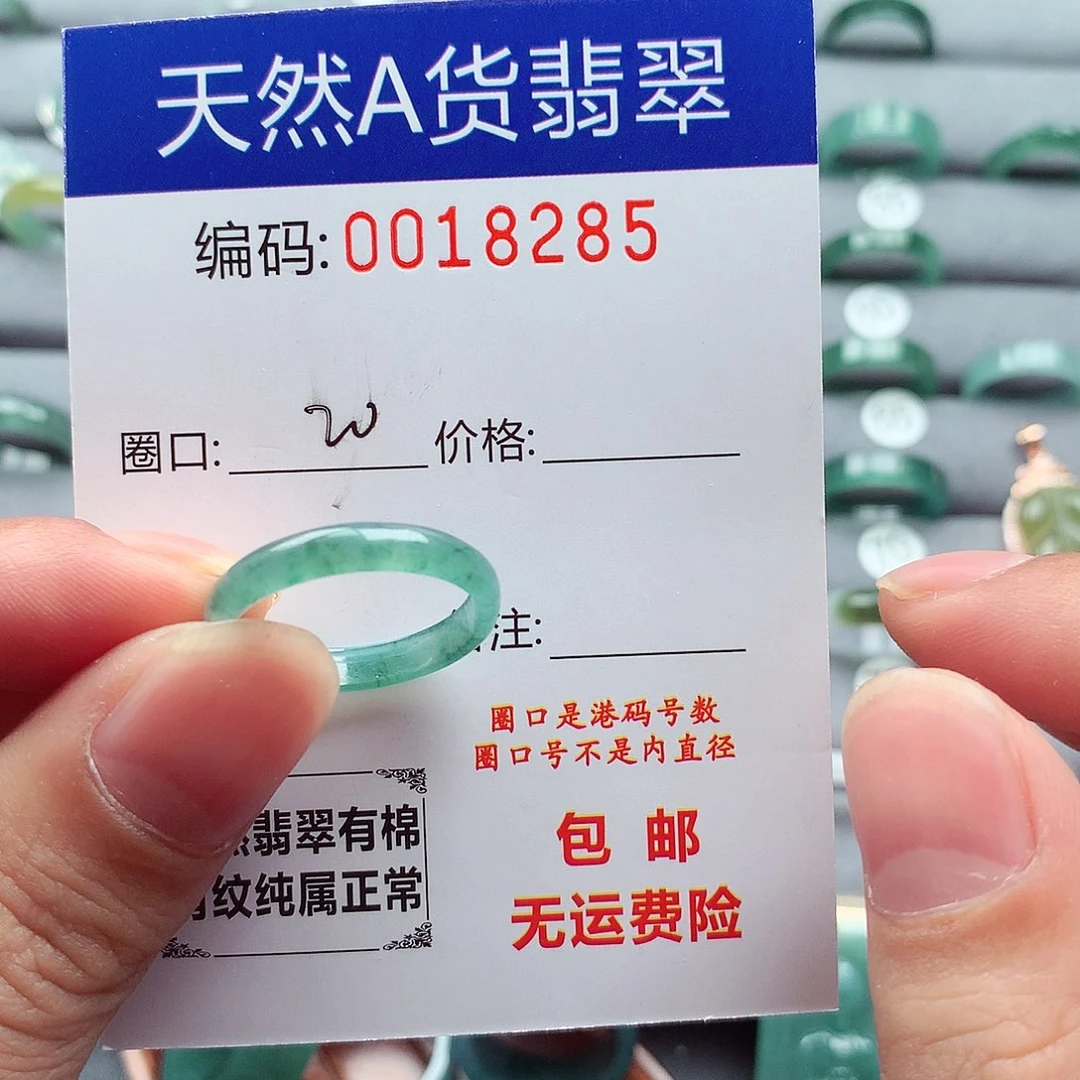 天然A货翡翠
编码:0018285
圈口: 20 价格:
注:
圈口是港码号数
圈口号不是内直径
翡翠有棉
纹纯属正常
包 邮
无运费险